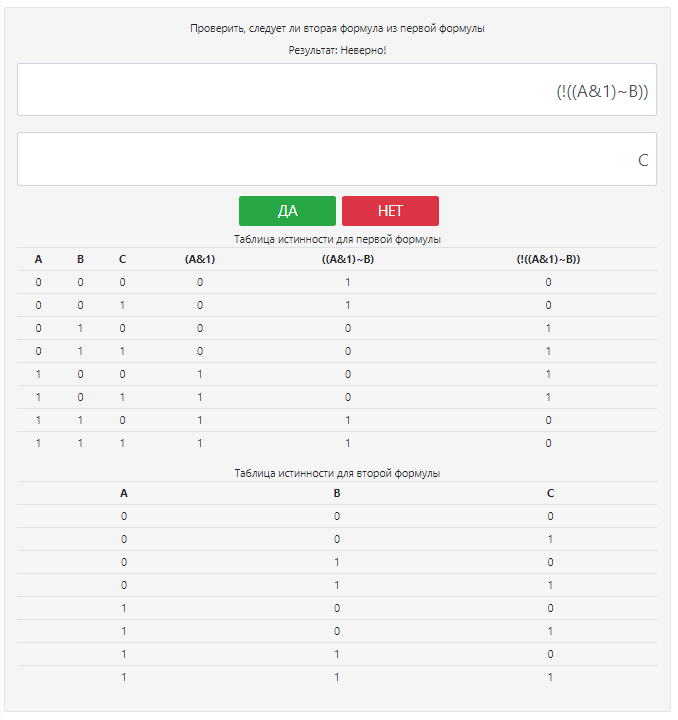 Проверить, следует ли вторая формула из первой формулы
Результат: Неверно!
(!((A&1)~B))
C
ДА НЕТ
Таблица истинности для первой формулы
A B C (A&1) ((A&1)~B) (!((A&1)~B))
0 0 0 0 1 0
0 0 1 0 1 0
0 1 0 0 0 1
0 1 1 0 0 1
1 0 0 1 0 1
1 0 1 1 0 1
1 1 0 1 1 0
1 1 1 1 1 0
Таблица истинности для второй формулы
A B C
0 0 0
0 0 1
0 1 0
0 1 1
1 0 0
1 0 1
1 1 0
1 1 1